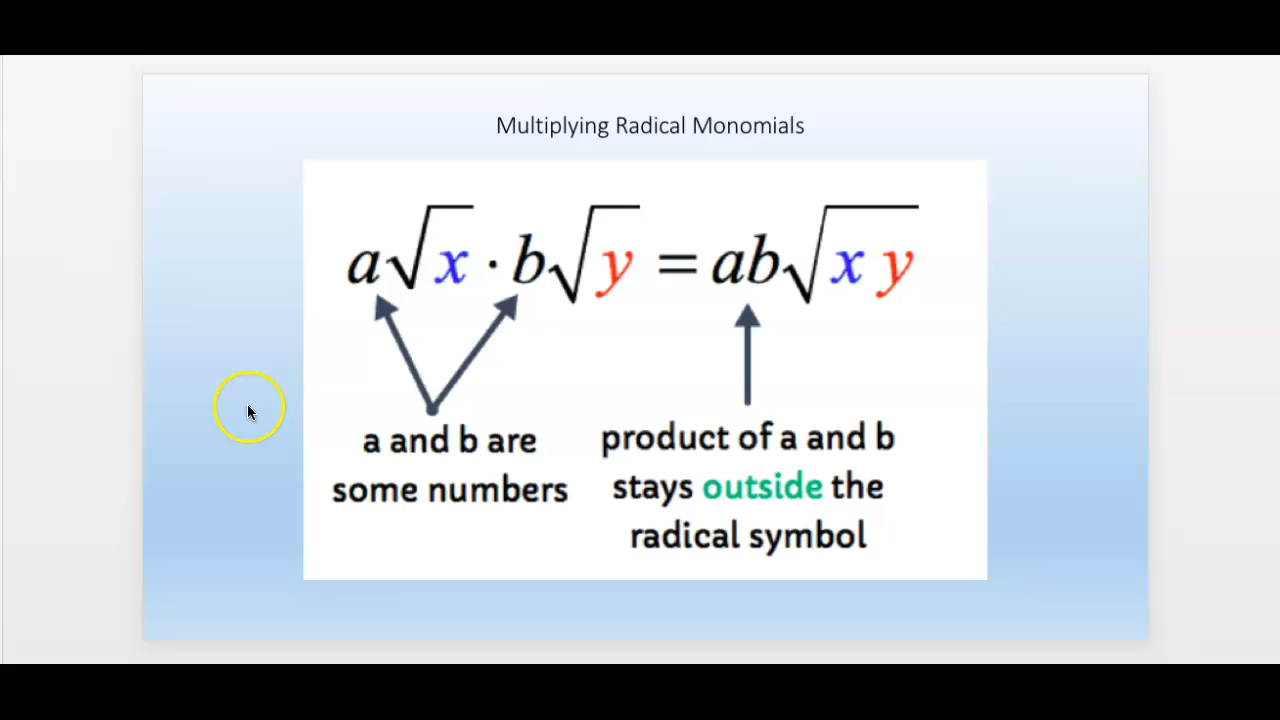 Multiplying Radical Monomials
a√x · b√y = ab√x y
a and b are
some numbers
product of a and b
stays outside the
radical symbol